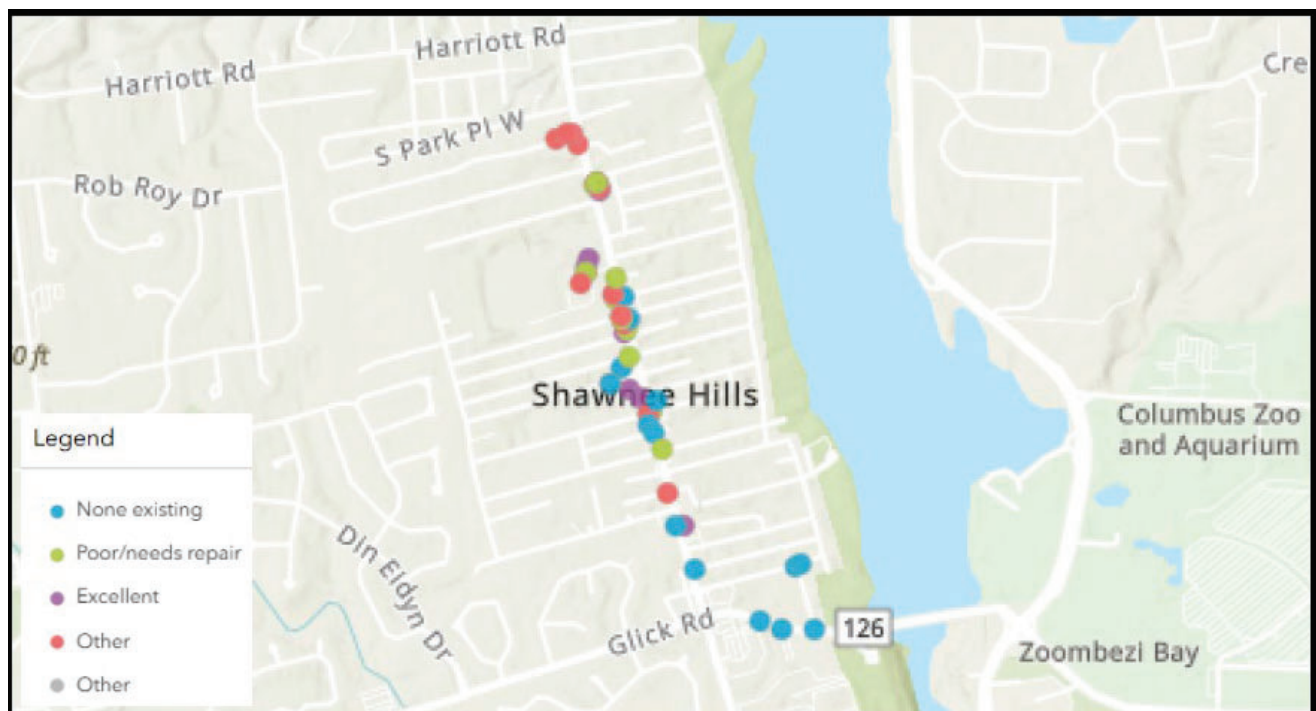 Harriott Rd
Harriott Rd
Cre
S Park Pl W
Rob Roy Dr
0 ft
Shawnee Hills
Columbus Zoo
and Aquarium
Legend
None existing
Poor/needs repair
Excellent
Other
Other
Din Eidyn Dr
Glick Rd
126
Zoombezi Bay